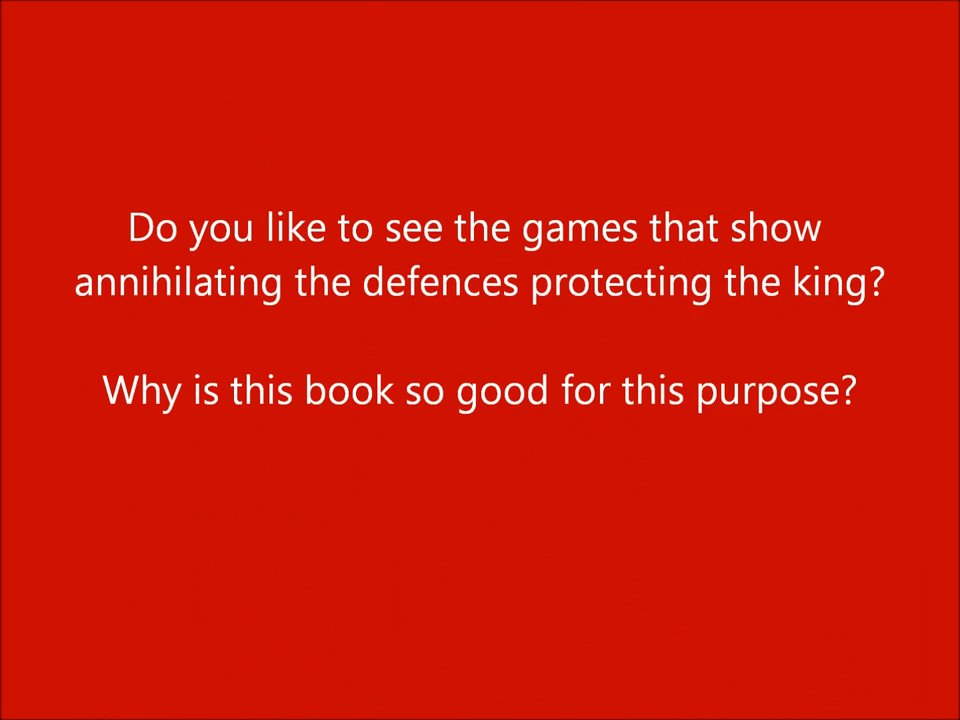 Do you like to see the games that show
annihilating the defences protecting the king?
Why is this book so good for this purpose?